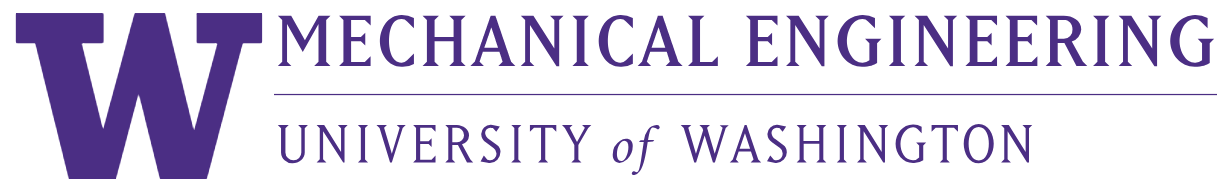 W
MECHANICAL ENGINEERING
UNIVERSITY of WASHINGTON